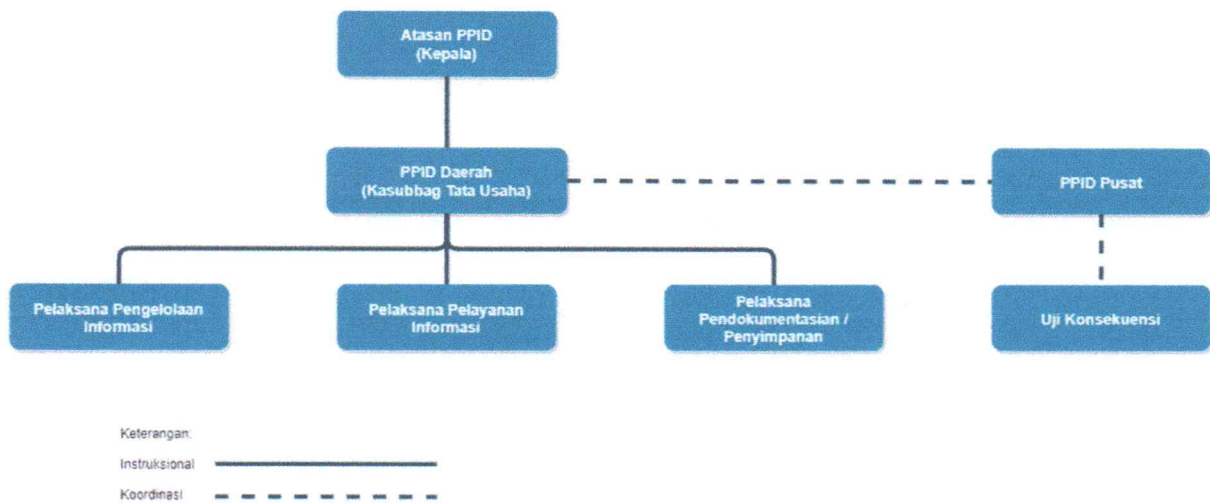 Atasan PPID
(Kepala)
PPID Daerah
(Kasubbag Tata Usaha)
PPID Pusat
Pelaksana Pengelolaan
Informasi
Pelaksana Pelayanan
Informasi
Pelaksana
Pendokumentasian /
Penyimpanan
Uji Konsekuensi
Keterangan:
Instruksional
Koordinasi